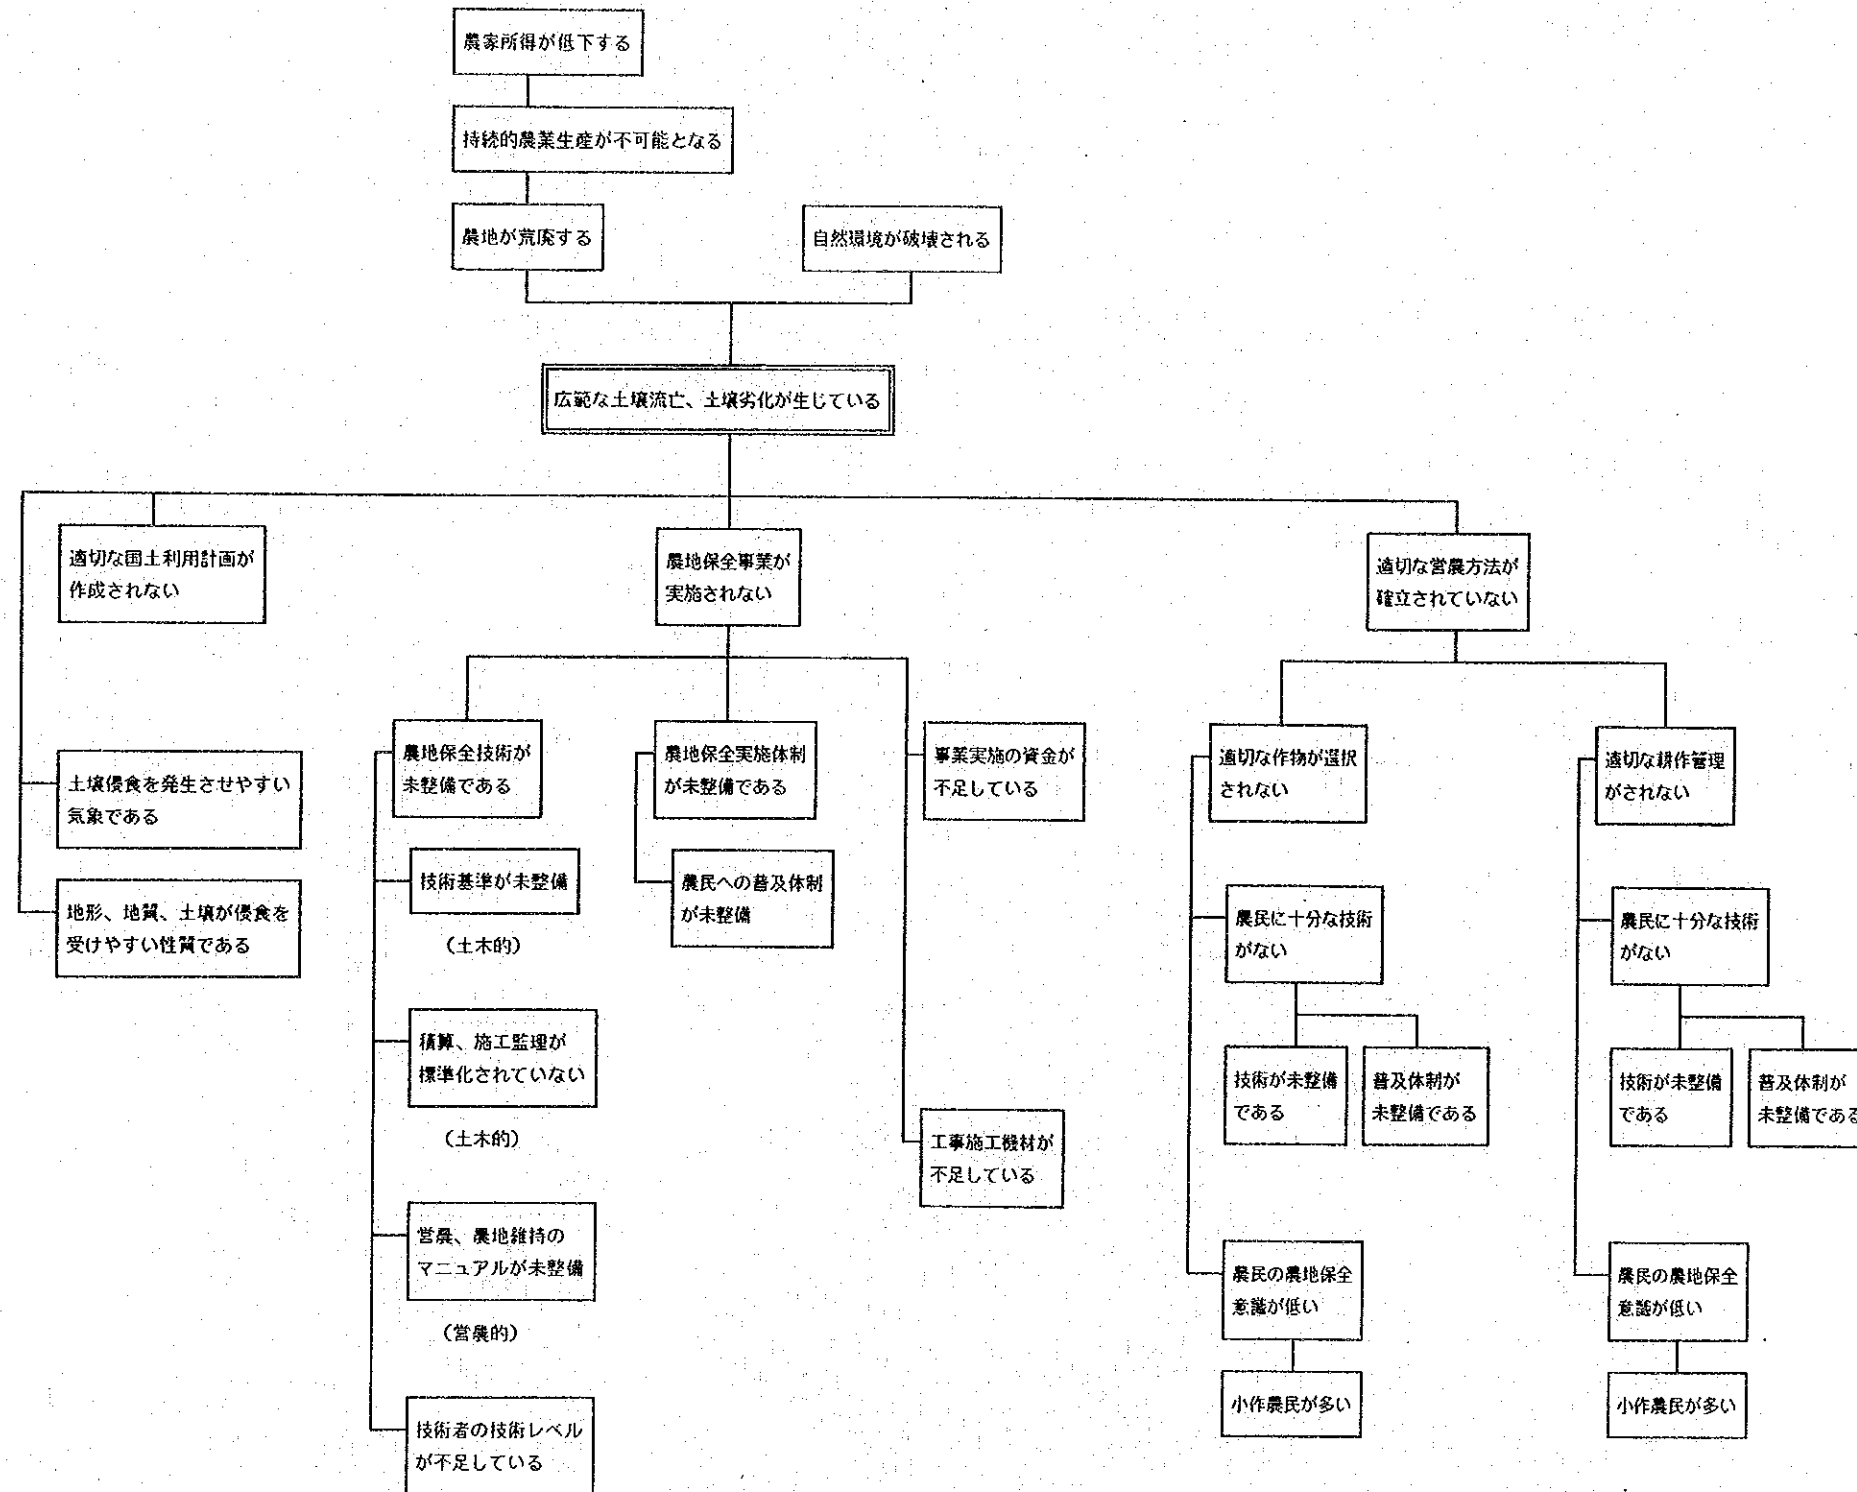 農家所得が低下する
持続的農業生産が不可能となる
農地が荒廃する
自然環境が破壊される
広範な土壌流亡、土壌劣化が生じている
適切な国土利用計画が
作成されない
農地保全事業が
実施されない
適切な営農方法が
確立されていない
土壌侵食を発生させやすい
気象である
地形、地質、土壌が侵食を
受けやすい性質である
農地保全技術が
未整備である
技術基準が未整備
（土木的）
積算、施工監理が
標準化されていない
（土木的）
営農、農地維持の
マニュアルが未整備
（営農的）
技術者の技術レベル
が不足している
農地保全実施体制
が未整備である
農民への普及体制
が未整備
事業実施の資金が
不足している
工事施工機材が
不足している
適切な作物が選択
されない
農民に十分な技術
がない
技術が未整備
である
普及体制が
未整備である
農民の農地保全
意識が低い
小作農民が多い
適切な耕作管理
がされない
農民に十分な技術
がない
技術が未整備
である
普及体制が
未整備である
農民の農地保全
意識が低い
小作農民が多い